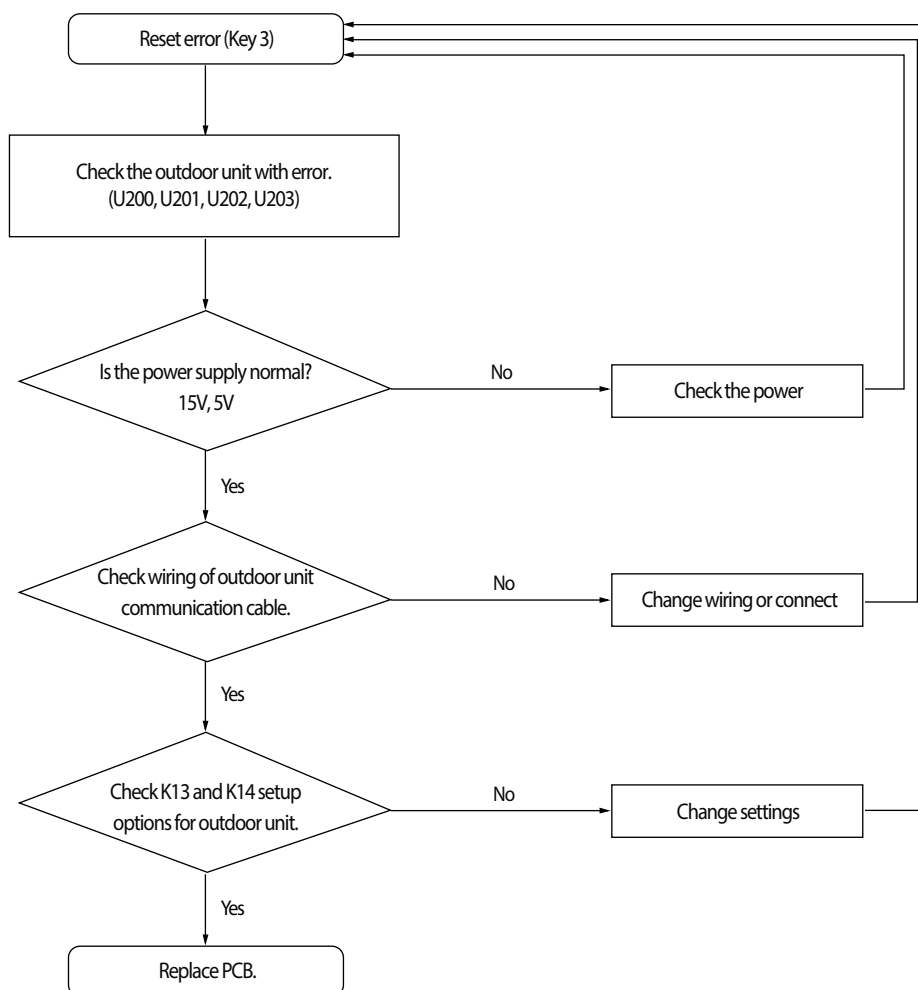 Reset error (Key 3)
Check the outdoor unit with error.
(U200, U201, U202, U203)
Is the power supply normal?
15V, 5V
No
Check the power
Yes
Check wiring of outdoor unit
communication cable.
No
Change wiring or connect
Yes
Check K13 and K14 setup
options for outdoor unit.
No
Change settings
Yes
Replace PCB.